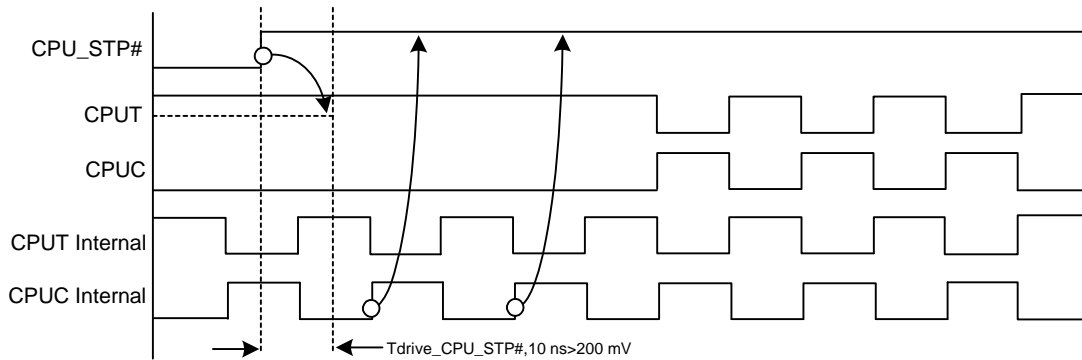 CPU_STP#
CPUT
CPUC
CPUT Internal
CPUC Internal
Tdrive_CPU_STP#,10 ns>200 mV